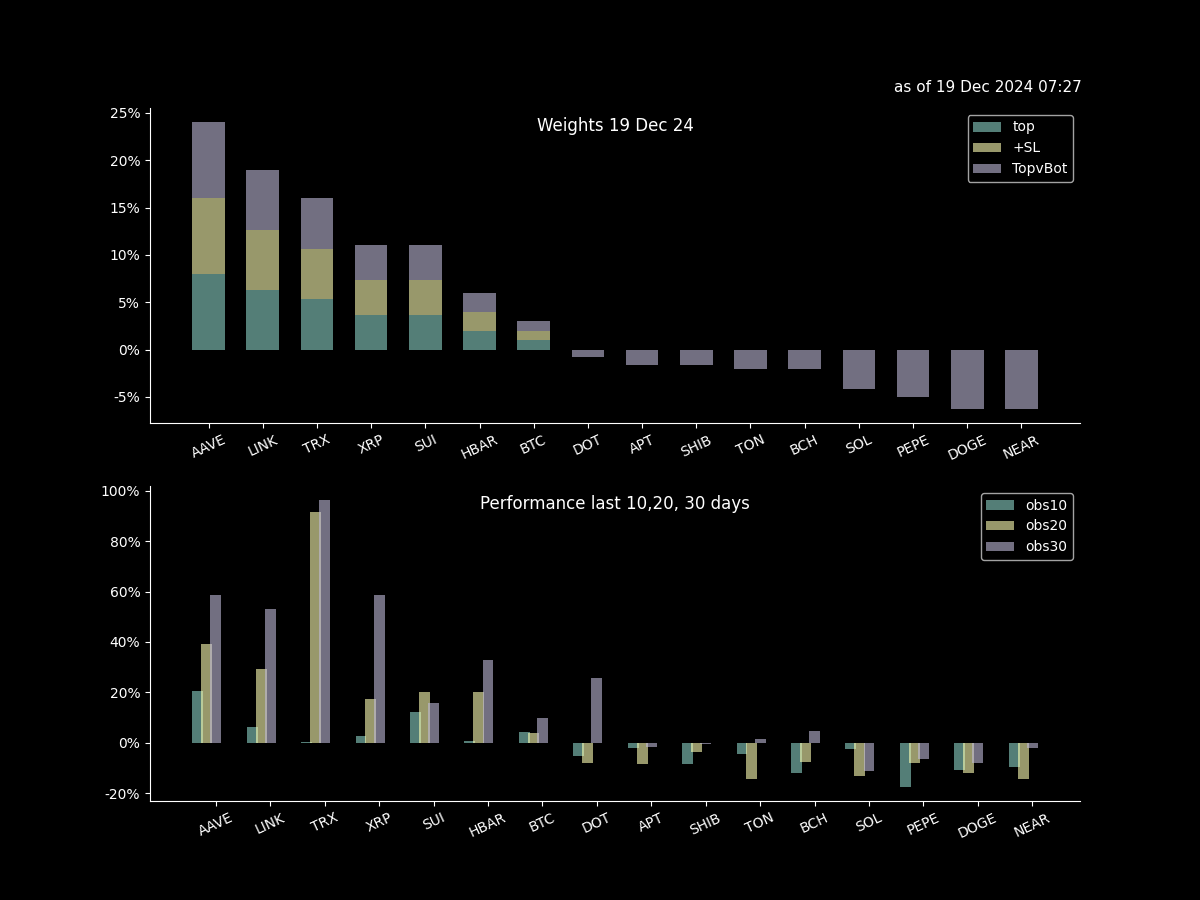 as of 19 Dec 2024 07:27
Weights 19 Dec 24
top
+SL
TopvBot
25%
20%
15%
10%
5%
0%
-5%
AAVE LINK TRX XRP SUI HBAR BTC DOT APT SHIB TON BCH SOL PEPE DOGE NEAR
Performance last 10,20, 30 days
obs10
obs20
obs30
100%
80%
60%
40%
20%
0%
-20%
AAVE LINK TRX XRP SUI HBAR BTC DOT APT SHIB TON BCH SOL PEPE DOGE NEAR